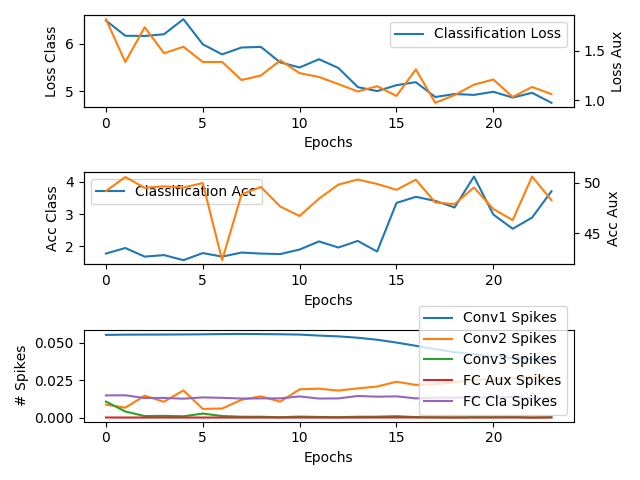 Classification Loss
Loss Class
Loss Aux
6
5
1.5
1.0
0 5 10 15 20
Epochs
Classification Acc
Acc Class
Acc Aux
4
3
2
50
45
0 5 10 15 20
Epochs
Conv1 Spikes
Conv2 Spikes
Conv3 Spikes
FC Aux Spikes
FC Cla Spikes
# Spikes
0.050
0.025
0.000
0 5 10 15 20
Epochs